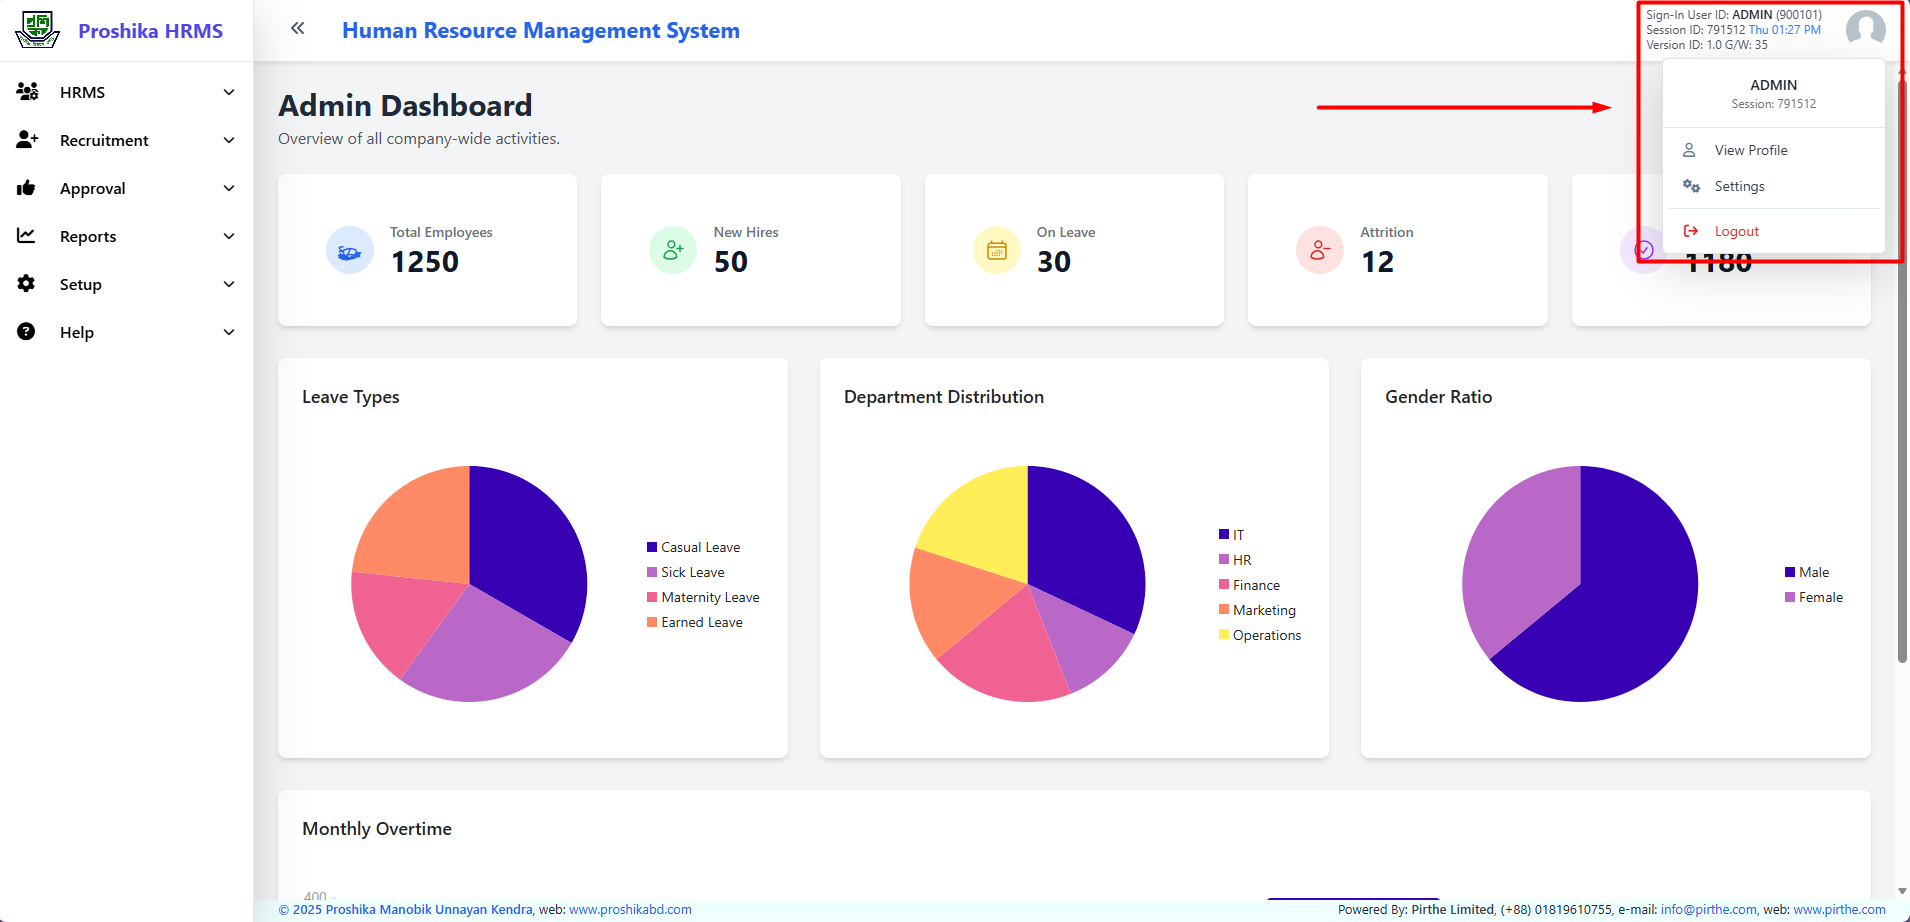 Proshika HRMS
Human Resource Management System
Sign-In User ID: ADMIN (900101)
Session ID: 791512 Thu 01:27 PM
Version ID: 1.0 G/W: 35
ADMIN
Session: 791512
View Profile
Settings
Logout
HRMS
Recruitment
Approval
Reports
Setup
Help
Admin Dashboard
Overview of all company-wide activities.
Total Employees
1250
New Hires
50
On Leave
30
Attrition
12
1180
Leave Types
Casual Leave
Sick Leave
Maternity Leave
Earned Leave
Department Distribution
IT
HR
Finance
Marketing
Operations
Gender Ratio
Male
Female
Monthly Overtime
400
© 2025 Proshika Manobik Unnayan Kendra, web: www.proshikabd.com
Powered By: Pirthe Limited, (+88) 01819610755, e-mail: info@pirthe.com, web: www.pirthe.com